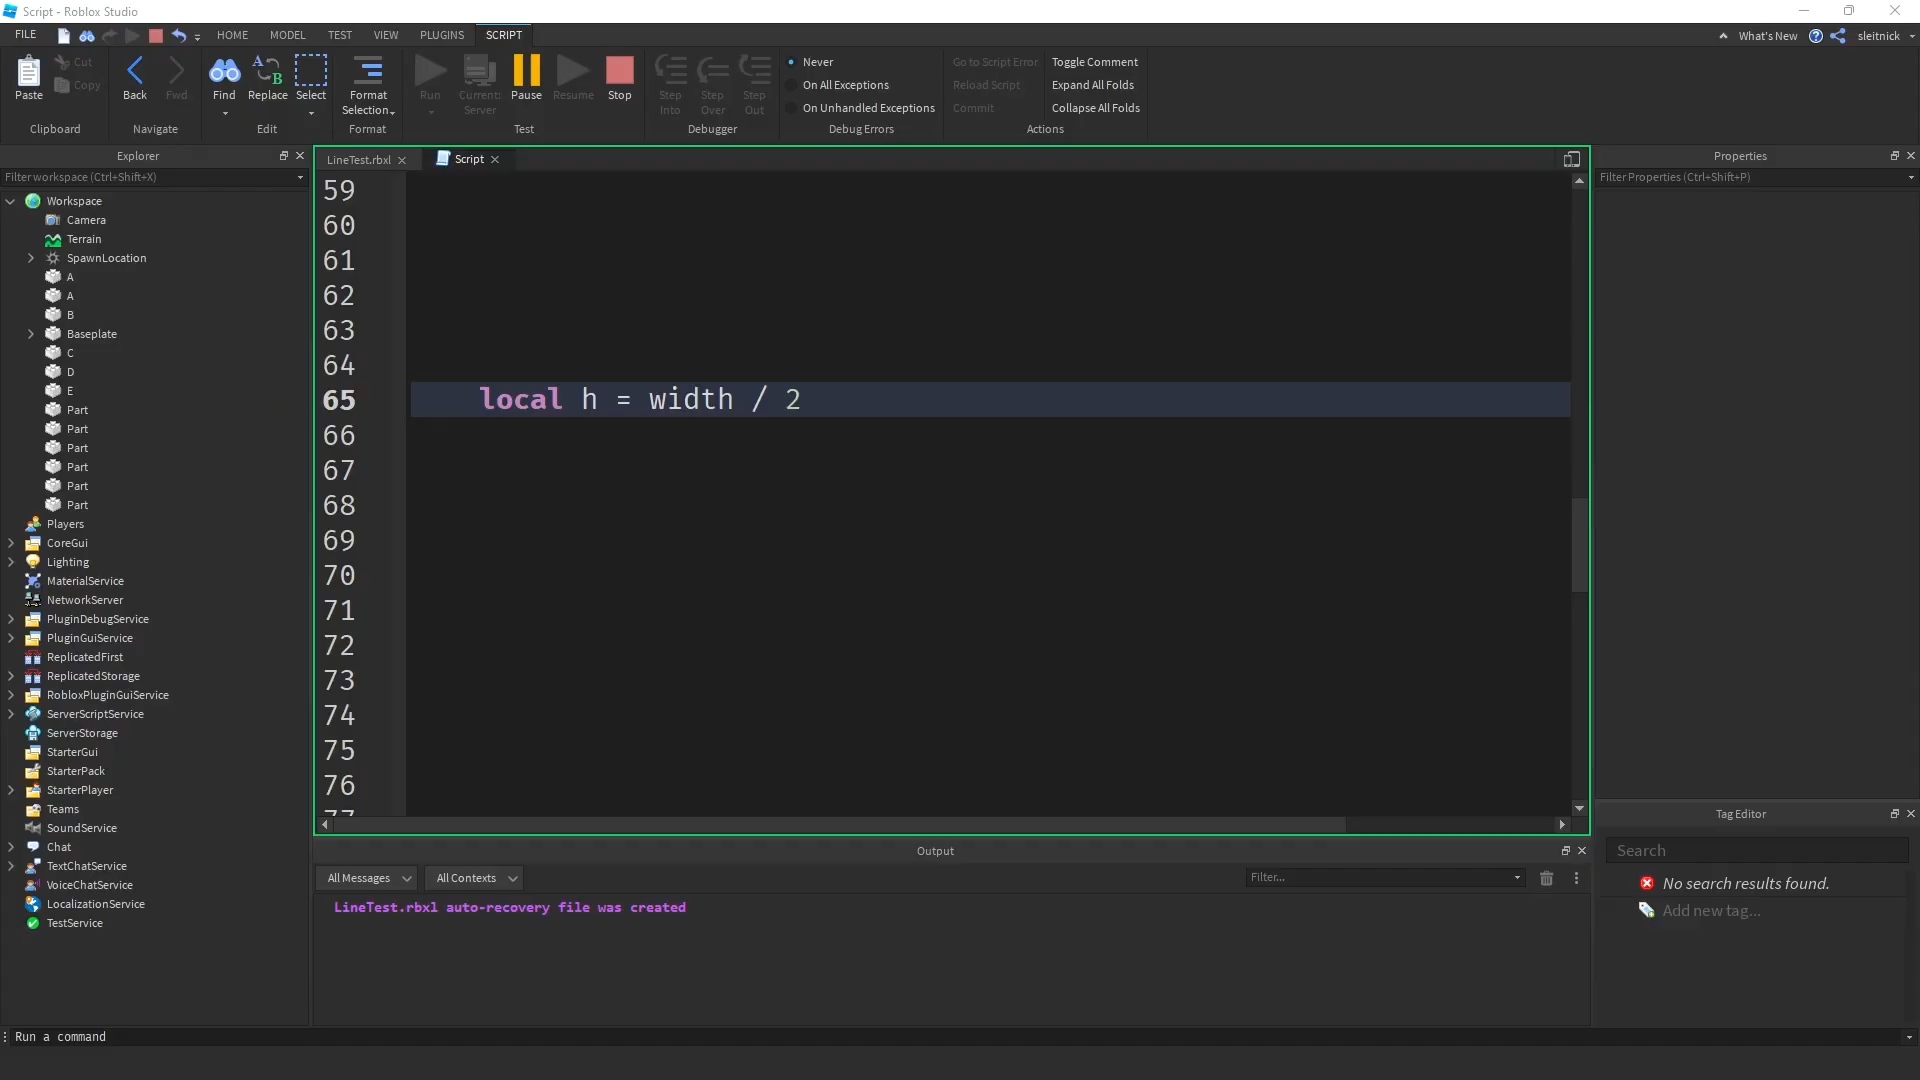 Script - Roblox Studio
FILE
HOME
MODEL
TEST
VIEW
PLUGINS
SCRIPT
What's New
sleitnick
Paste
Cut
Copy
Clipboard
Back
Fwd
Navigate
Find
Replace
Select
Edit
Format
Selection
Format
Run
Current:
Server
Pause
Resume
Stop
Test
Step
Into
Step
Over
Step
Out
Debugger
Never
On All Exceptions
On Unhandled Exceptions
Debug Errors
Go to Script Error
Reload Script
Commit
Toggle Comment
Expand All Folds
Collapse All Folds
Actions
Explorer
Filter workspace (Ctrl+Shift+X)
Workspace
Camera
Terrain
SpawnLocation
A
A
B
Baseplate
C
D
E
Part
Part
Part
Part
Part
Part
Players
CoreGui
Lighting
MaterialService
NetworkServer
PluginDebugService
PluginGuiService
ReplicatedFirst
ReplicatedStorage
RobloxPluginGuiService
ServerScriptService
ServerStorage
StarterGui
StarterPack
StarterPlayer
Teams
SoundService
Chat
TextChatService
VoiceChatService
LocalizationService
TestService
LineTest.rbxl
Script
59
60
61
62
63
64
65 local h = width / 2
66
67
68
69
70
71
72
73
74
75
76
77
Output
All Messages
All Contexts
Filter...
LineTest.rbxl auto-recovery file was created
Properties
Filter Properties (Ctrl+Shift+P)
Tag Editor
Search
No search results found.
Add new tag...
Run a command